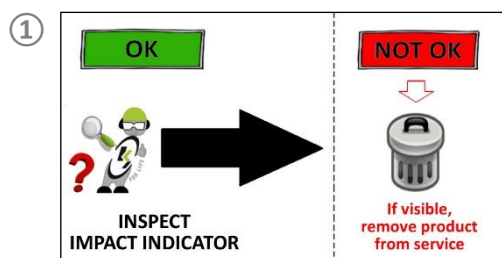 ①
OK
NOT OK
?
INSPECT
IMPACT INDICATOR
If visible,
remove product
from service